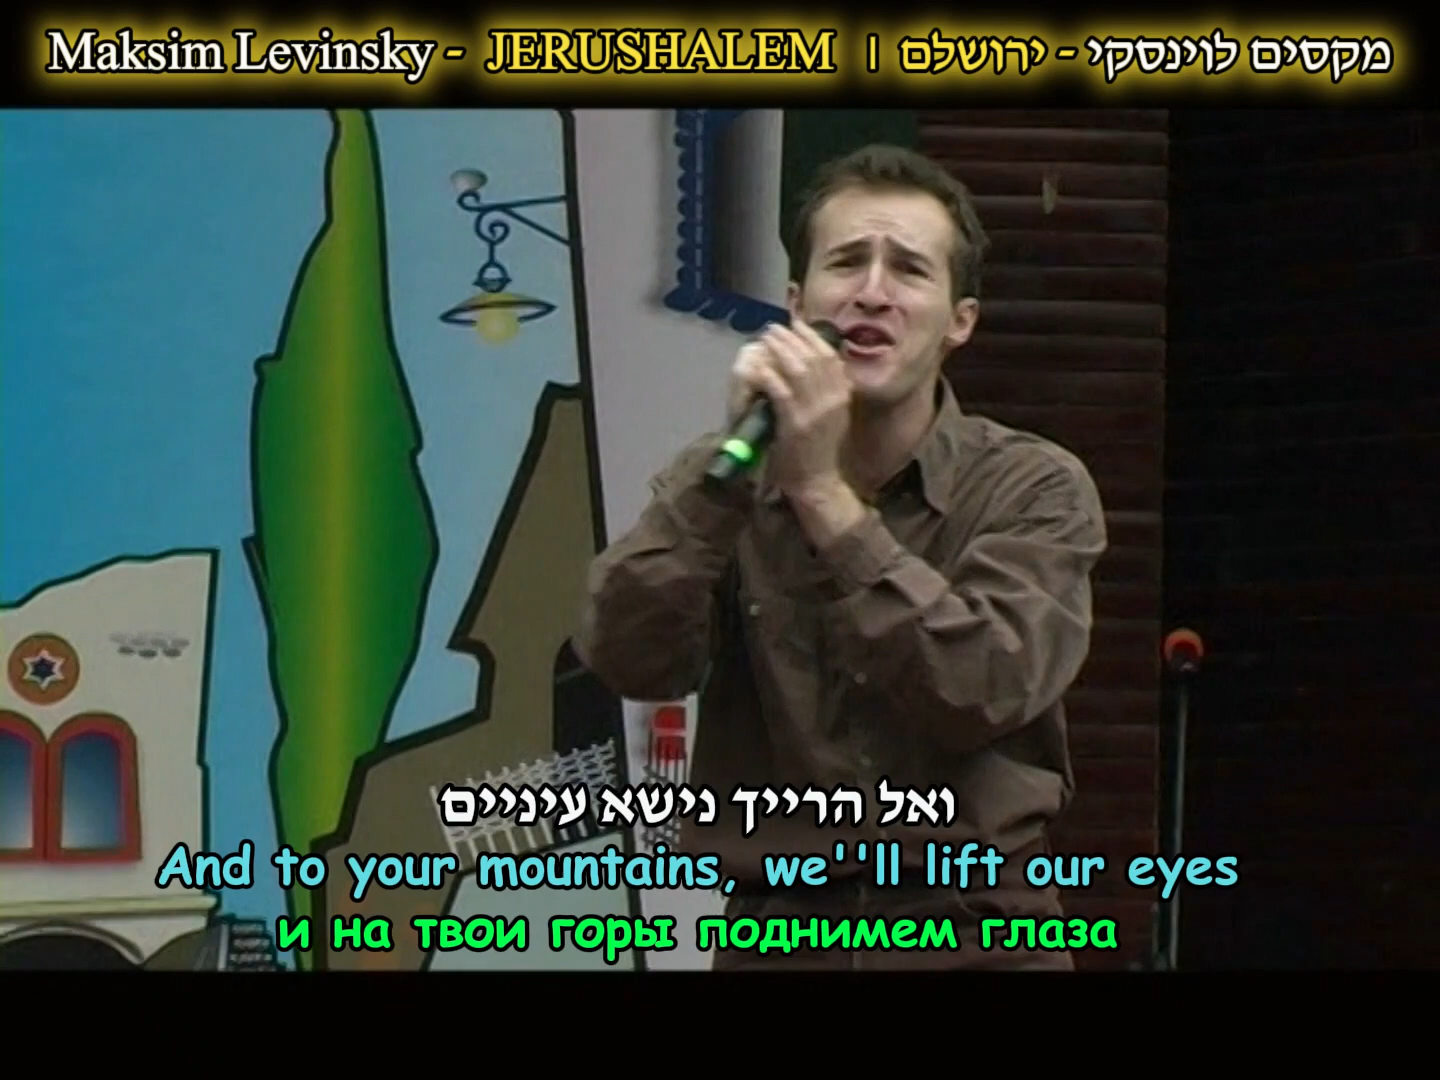 Maksim Levinsky - JERUSHALEM | מקסים לוינסקי - ירושלם
ואל הרייך נישא עיניים
And to your mountains, we''ll lift our eyes
и на твои горы поднимем глаза